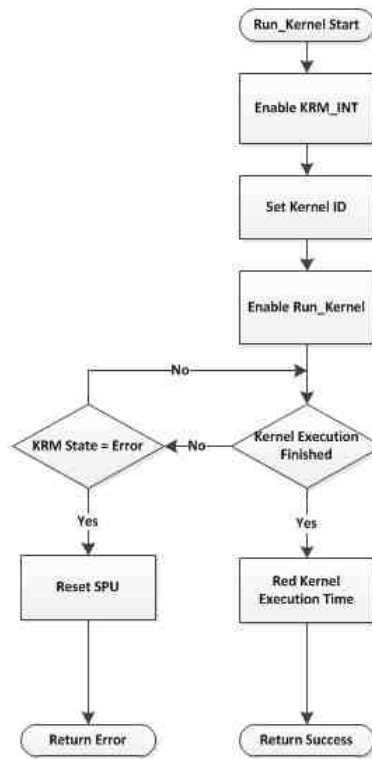 Run_Kernel Start
Enable KRM_INT
Set Kernel ID
Enable Run_Kernel
No
KRM State = Error
No
Kernel Execution
Finished
Yes
Yes
Reset SPU
Red Kernel
Execution Time
Return Error
Return Success